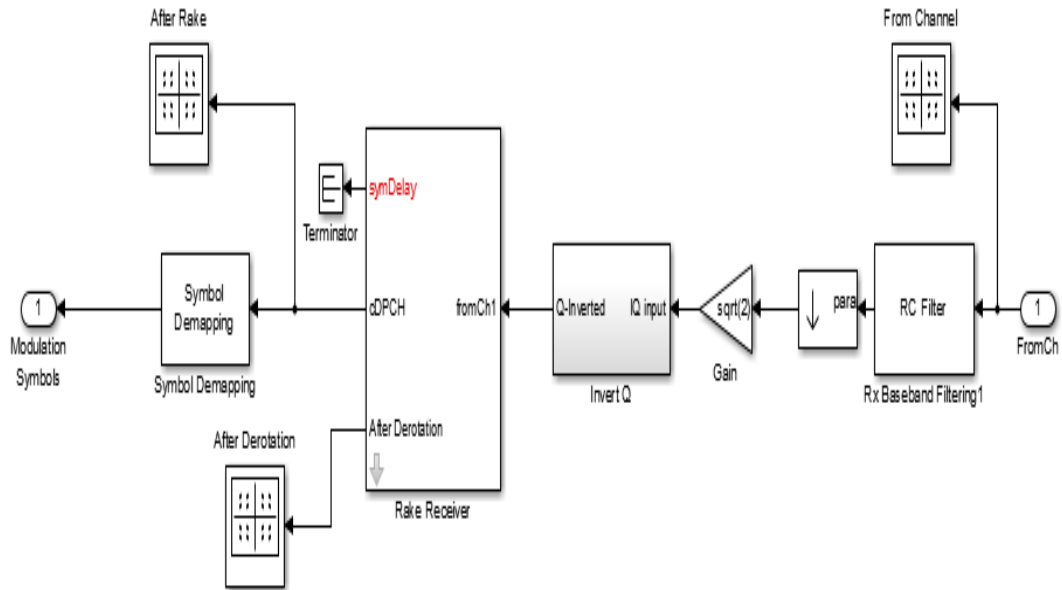 After Rake
From Channel
symDelay
Terminator
1
Modulation
Symbols
Symbol
Demapping
Symbol Demapping
cDPCH
fromCh1
Q-Inverted
IQ input
Invert Q
sqrt(2)
Gain
para
RC Filter
Rx Baseband Filtering1
1
FromCh
After Derotation
After Derotation
Rake Receiver